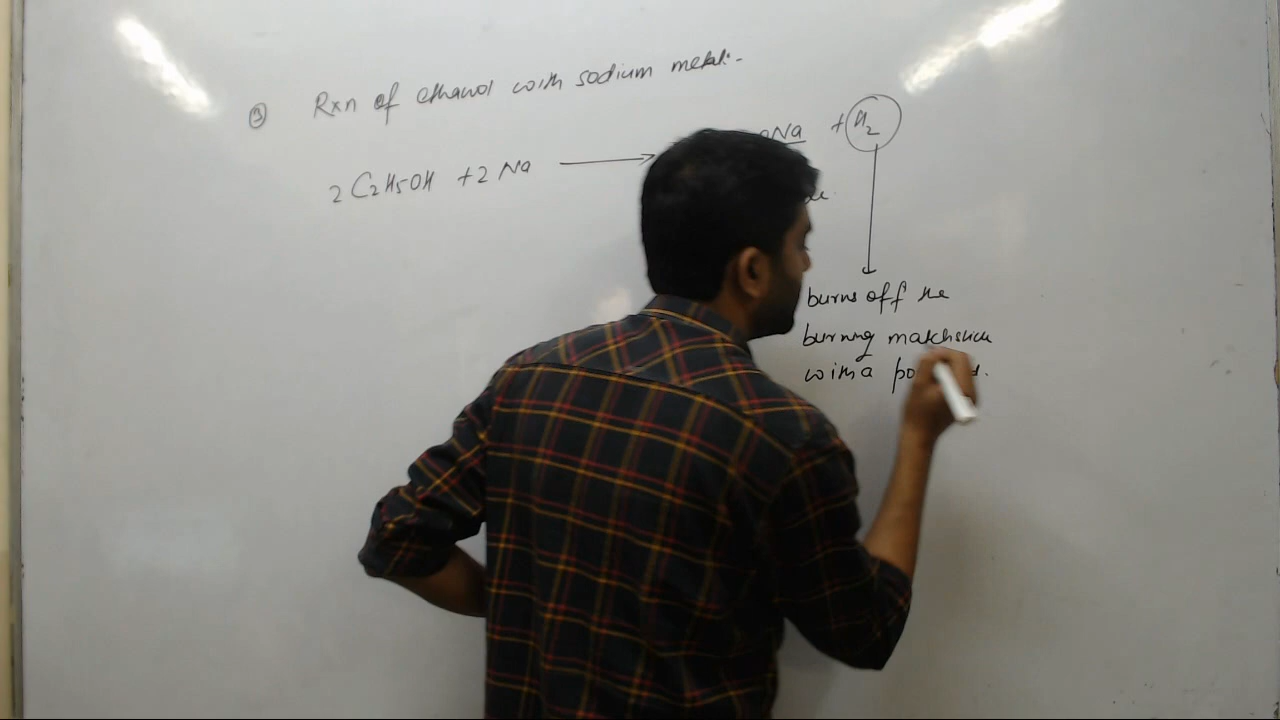 ③ Rxn of ethanol with sodium metal:-
2 C₂H₅OH + 2 Na ⟶ ONa + H₂
burns off the
burning matchstick
with a